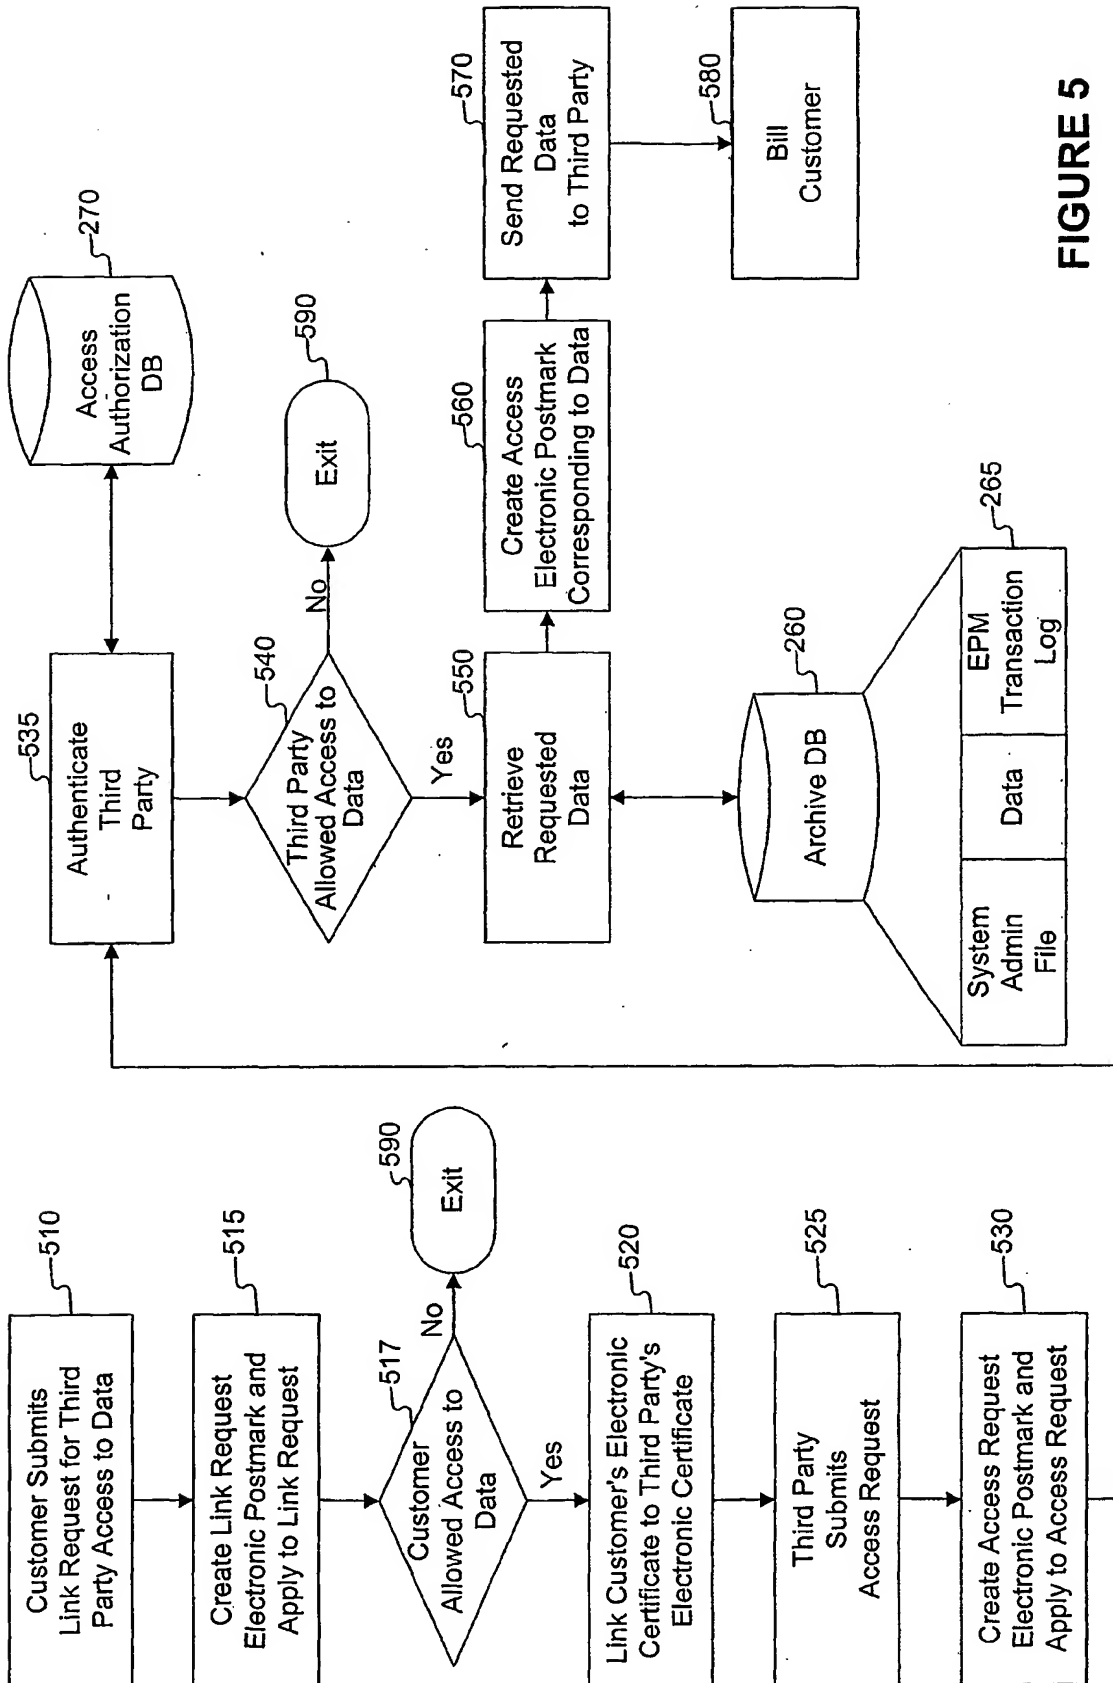 Customer Submits
Link Request for Third
Party Access to Data
510
Create Link Request
Electronic Postmark and
Apply to Link Request
515
Customer
Allowed Access to
Data
517
No
Exit
590
Yes
Link Customer's Electronic
Certificate to Third Party's
Electronic Certificate
520
Third Party
Submits
Access Request
525
Create Access Request
Electronic Postmark and
Apply to Access Request
530
Authenticate
Third
Party
535
Access
Authorization
DB
270
Third Party
Allowed Access to
Data
540
No
Exit
590
Yes
Retrieve
Requested
Data
550
Create Access
Electronic Postmark
Corresponding to Data
560
Send Requested
Data
to Third Party
570
Bill
Customer
580
Archive DB
260
System
Admin
File
Data
EPM
Transaction
Log
265
FIGURE 5